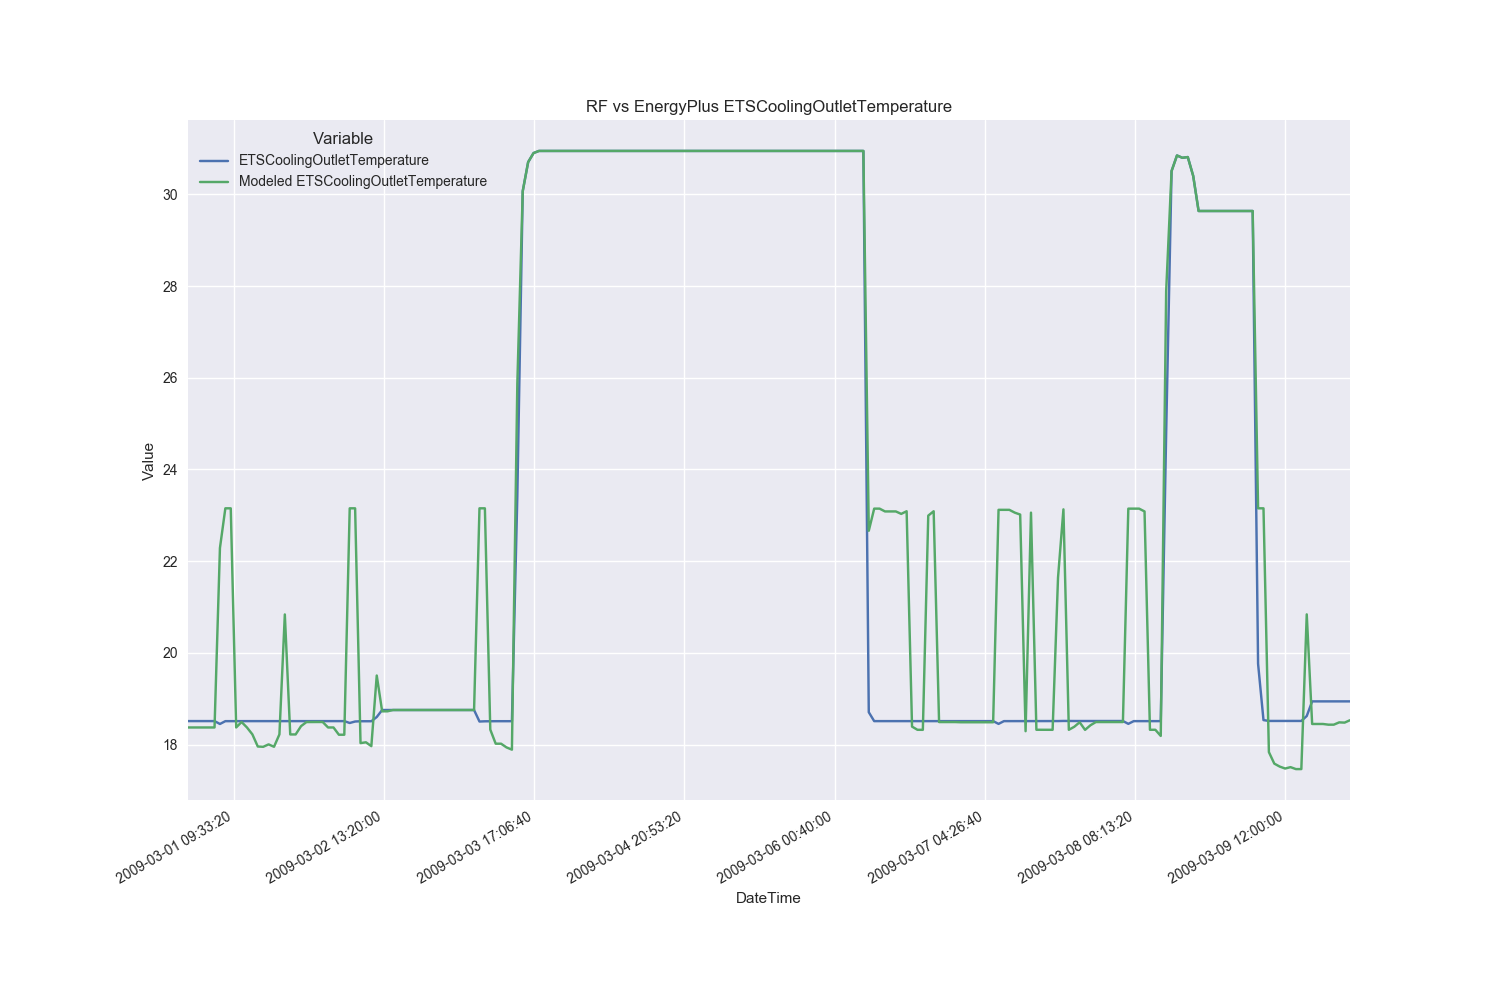 RF vs EnergyPlus ETSCoolingOutletTemperature
Variable
ETSCoolingOutletTemperature
Modeled ETSCoolingOutletTemperature
30
28
26
24
22
20
18
Value
2009-03-01 09:33:20
2009-03-02 13:20:00
2009-03-03 17:06:40
2009-03-04 20:53:20
2009-03-06 00:40:00
2009-03-07 04:26:40
2009-03-08 08:13:20
2009-03-09 12:00:00
DateTime